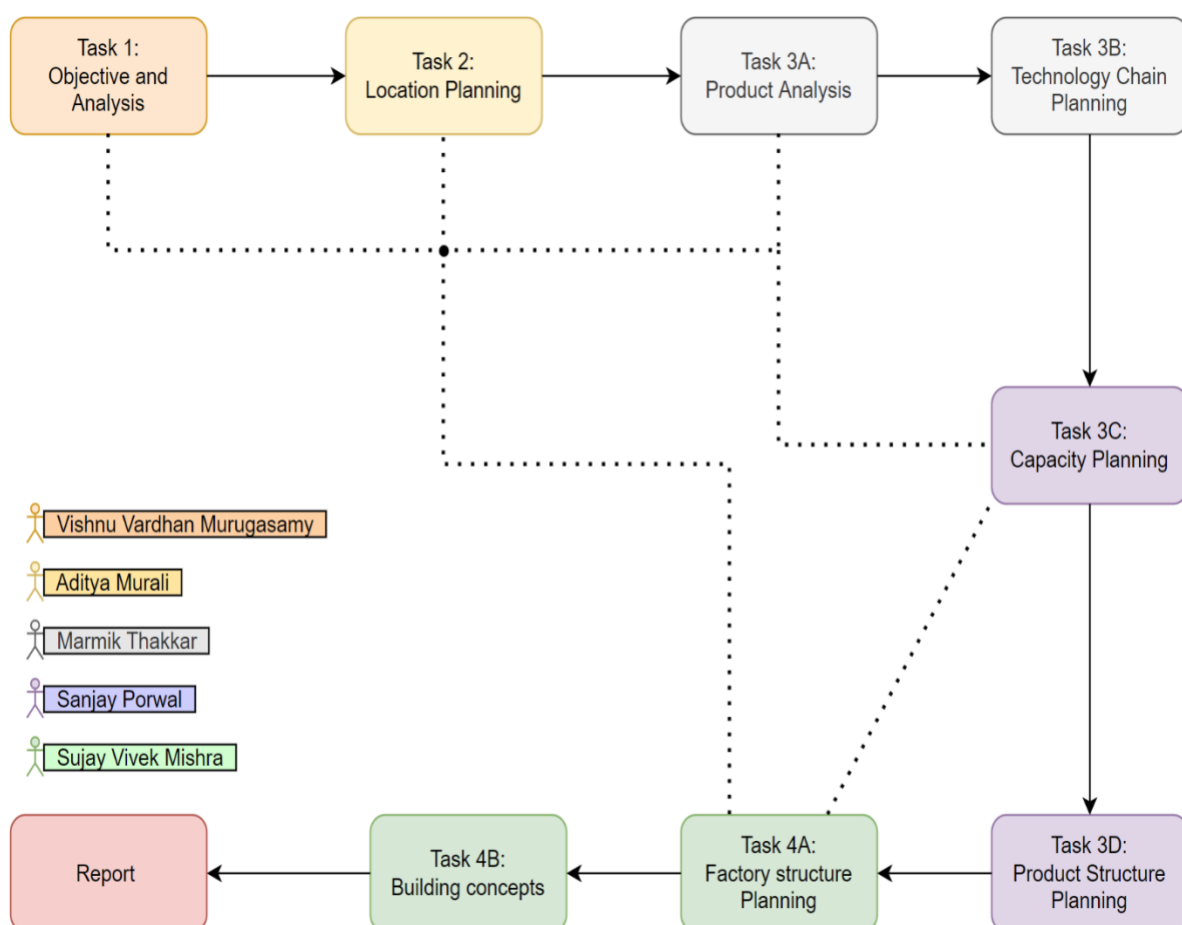 Task 1:
Objective and
Analysis
Task 2:
Location Planning
Task 3A:
Product Analysis
Task 3B:
Technology Chain
Planning
Task 3C:
Capacity Planning
Vishnu Vardhan Murugasamy
Aditya Murali
Marmik Thakkar
Sanjay Porwal
Sujay Vivek Mishra
Report
Task 4B:
Building concepts
Task 4A:
Factory structure
Planning
Task 3D:
Product Structure
Planning